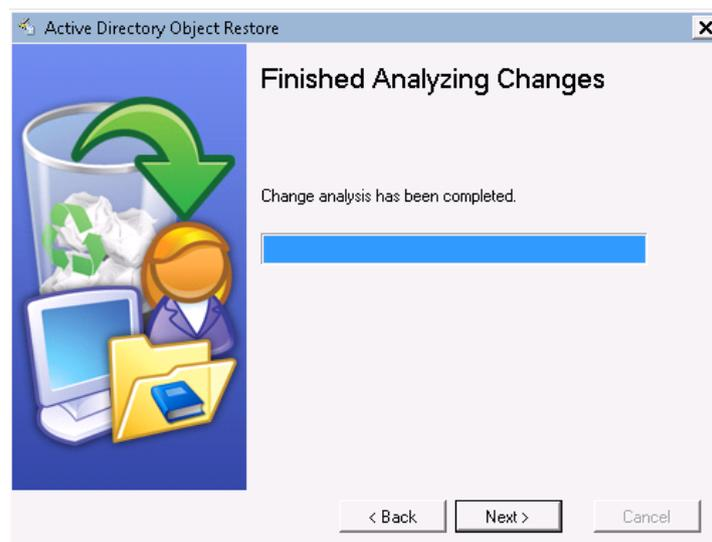 Active Directory Object Restore
Finished Analyzing Changes
Change analysis has been completed.
< Back
Next >
Cancel